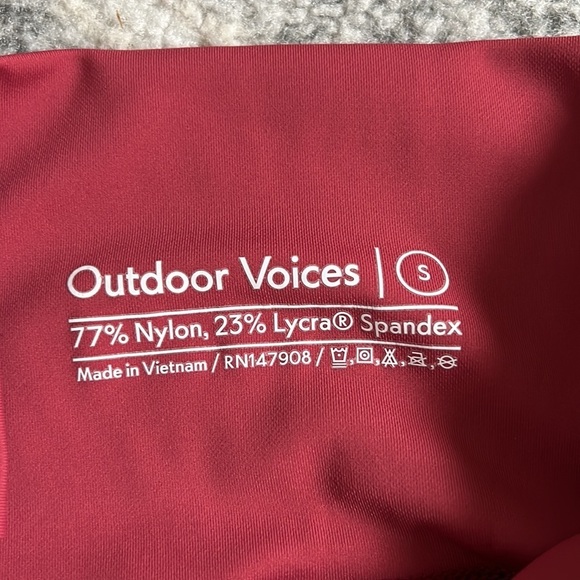 Outdoor Voices | S
77% Nylon, 23% Lycra® Spandex
Made in Vietnam / RN147908 /